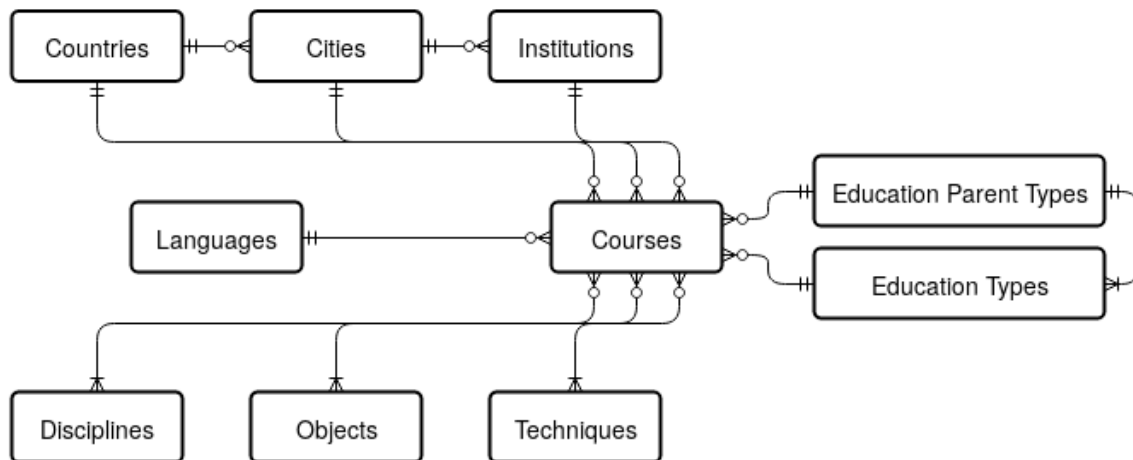 Countries
Cities
Institutions
Education Parent Types
Languages
Courses
Education Types
Disciplines
Objects
Techniques